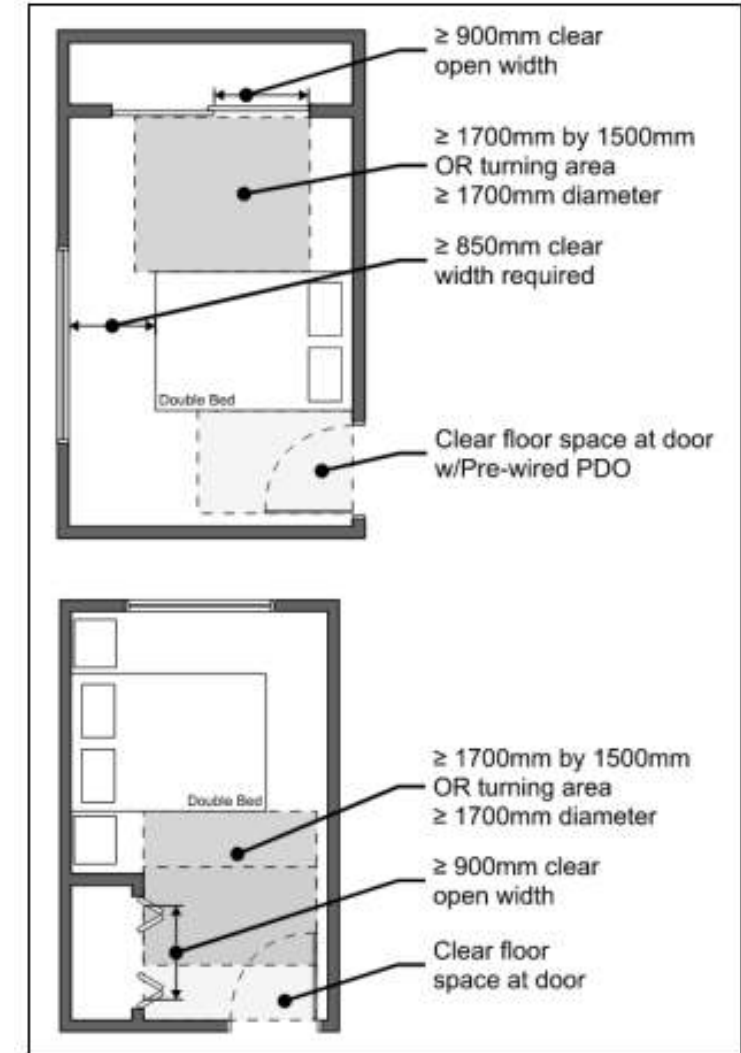 ≥ 900mm clear
open width
≥ 1700mm by 1500mm
OR turning area
≥ 1700mm diameter
≥ 850mm clear
width required
Double Bed
Clear floor space at door
w/Pre-wired PDO
≥ 1700mm by 1500mm
OR turning area
≥ 1700mm diameter
Double Bed
≥ 900mm clear
open width
Clear floor
space at door